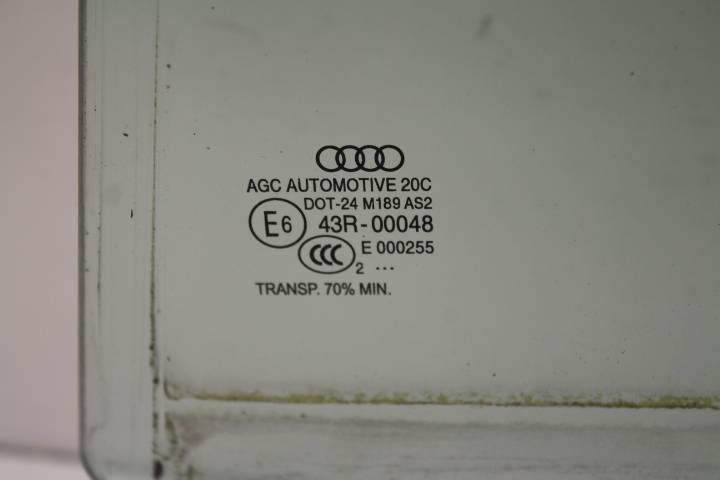 AGC AUTOMOTIVE 20C
DOT-24 M189 AS2
E6 43R-00048
CCC E 000255
2 ...
TRANSP. 70% MIN.